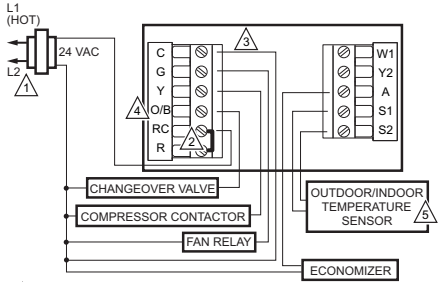 L1
(HOT)
24 VAC
L2
1
C
G
Y
O/B
RC
R
4
3
2
W1
Y2
A
S1
S2
CHANGEOVER VALVE
COMPRESSOR CONTACTOR
FAN RELAY
OUTDOOR/INDOOR
TEMPERATURE
SENSOR
5
ECONOMIZER